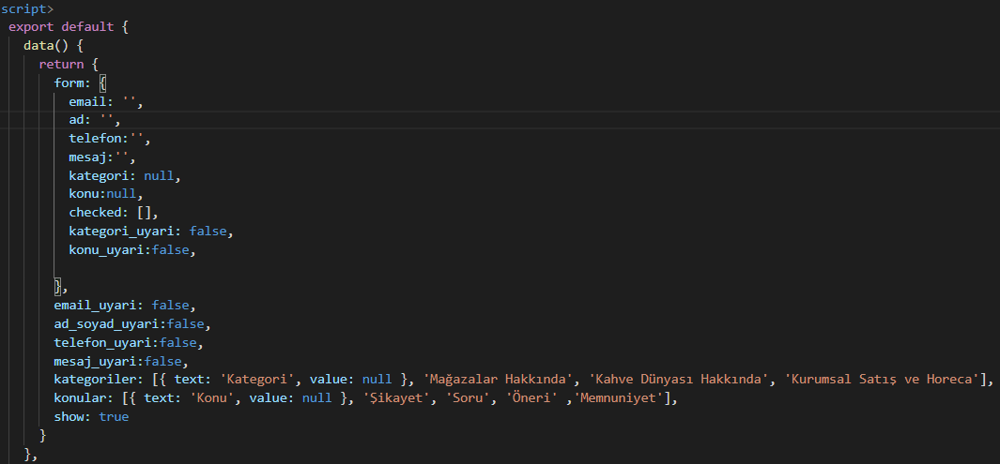 script>
export default {
data() {
return {
form: {
email: '',
ad: '',
telefon:'',
mesaj:'',
kategori: null,
konu:null,
checked: [],
kategori_uyari: false,
konu_uyari:false,
},
email_uyari: false,
ad_soyad_uyari:false,
telefon_uyari:false,
mesaj_uyari:false,
kategoriler: [{ text: 'Kategori', value: null }, 'Mağazalar Hakkında', 'Kahve Dünyası Hakkında', 'Kurumsal Satış ve Horeca'],
konular: [{ text: 'Konu', value: null }, 'Şikayet', 'Soru', 'Öneri' ,'Memnuniyet'],
show: true
}
},